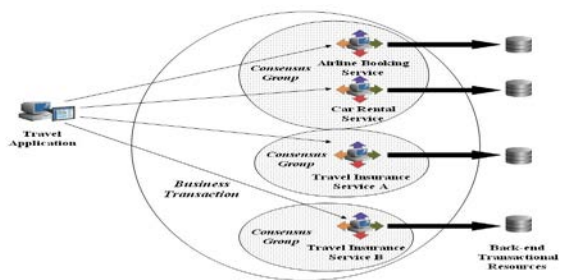 Consensus
Group
Airline Booking
Service
Car Rental
Service
Travel
Application
Consensus
Group
Travel Insurance
Service A
Business
Transaction
Consensus
Group
Travel Insurance
Service B
Back-end
Transactional
Resources